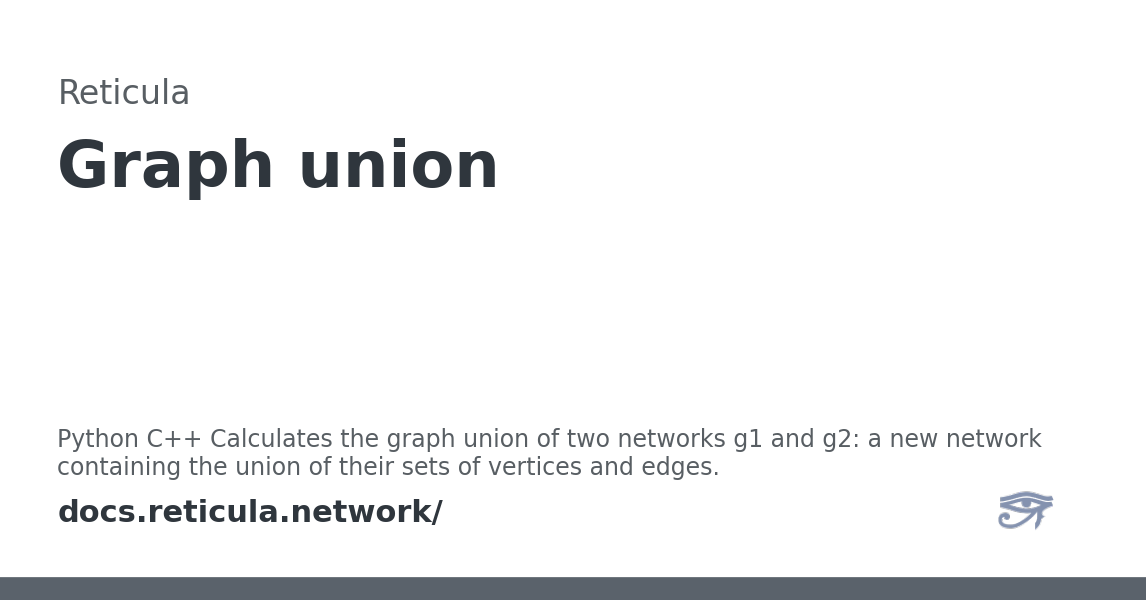 Reticula
Graph union
Python C++ Calculates the graph union of two networks g1 and g2: a new network
containing the union of their sets of vertices and edges.
docs.reticula.network/